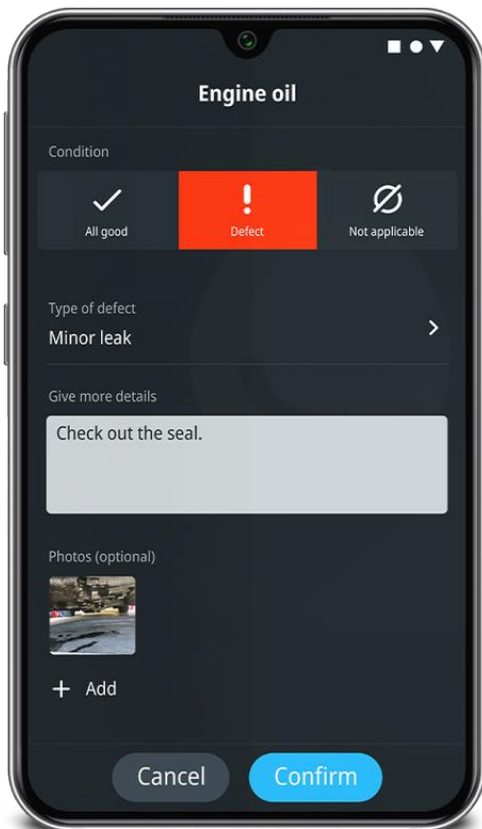 Engine oil
Condition
All good
Defect
Not applicable
Type of defect
Minor leak
Give more details
Check out the seal.
Photos (optional)
+ Add
Cancel
Confirm